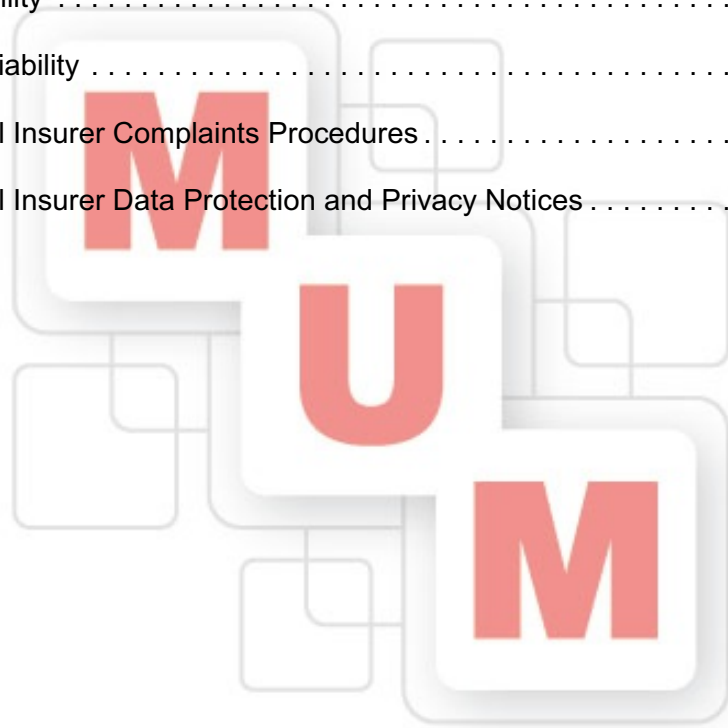 iability . . . . . . . . . . . . . . . . . . . . . . . . . . . . . . . . . . . . . . . .
l Insurer Complaints Procedures . . . . . . . . . . . . . . . . . . .
l Insurer Data Protection and Privacy Notices . . . . . . . . .
M
U
M